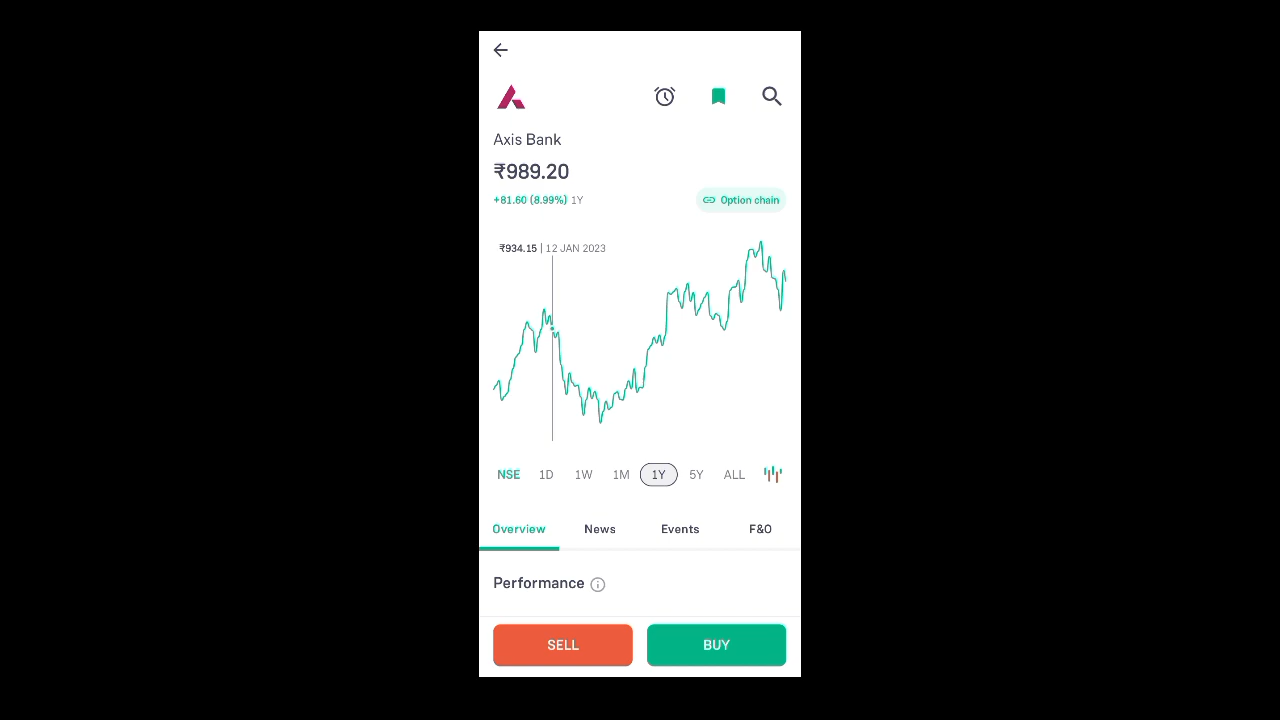 Axis Bank
₹989.20
+81.60 (8.99%) 1Y
Option chain
₹934.15 | 12 JAN 2023
NSE 1D 1W 1M 1Y 5Y ALL
Overview News Events F&O
Performance
SELL BUY